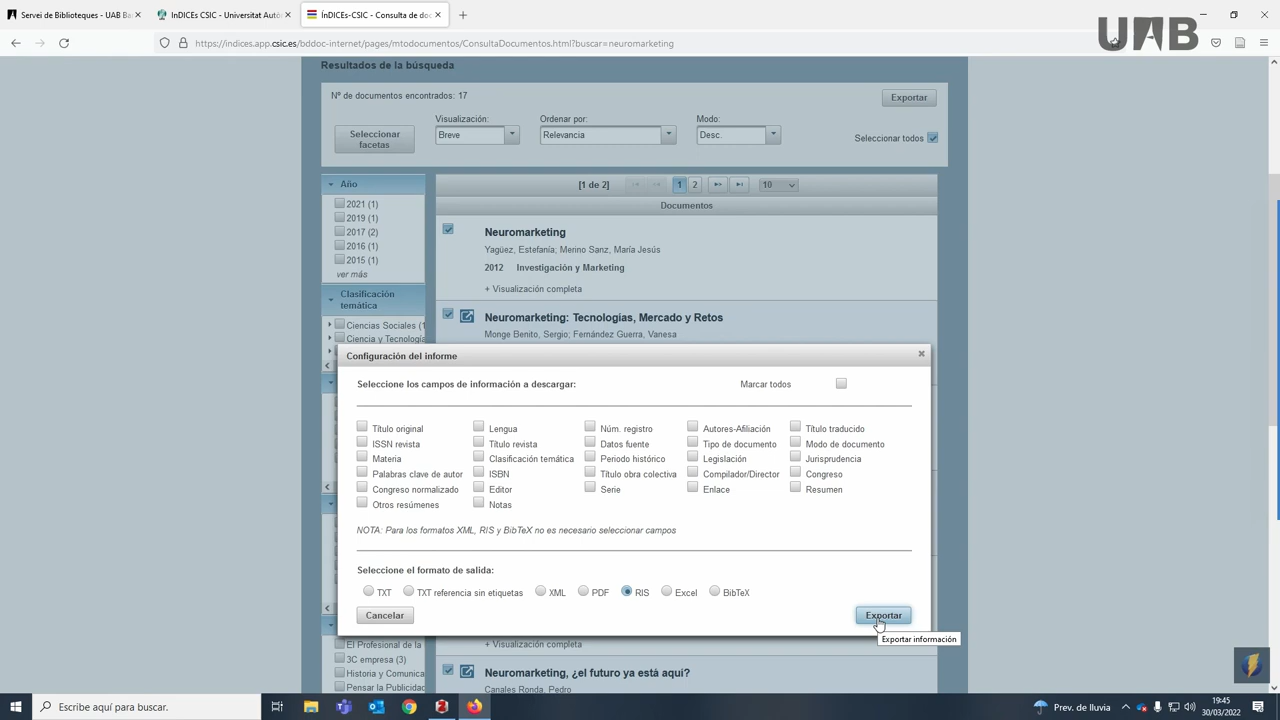 Servei de Biblioteques - UAB Ba
InDICEs CSIC - Universitat Autò
ÍnDICEs-CSIC - Consulta de doc
https://indices.app.csic.es/bddoc-internet/pages/mtodocumentos/ConsultaDocumentos.html?buscar=neuromarketing
UAB
Resultados de la búsqueda
Nº de documentos encontrados: 17
Exportar
Seleccionar facetas
Visualización:
Breve
Ordenar por:
Relevancia
Modo:
Desc.
Seleccionar todos
[1 de 2]
1
2
10
Documentos
Año
2021 (1)
2019 (1)
2017 (2)
2016 (1)
2015 (1)
ver más
Clasificación temática
Ciencias Sociales (1
Ciencia y Tecnología
Neuromarketing
Yagüez, Estefanía; Merino Sanz, María Jesús
2012 Investigación y Marketing
+ Visualización completa
Neuromarketing: Tecnologías, Mercado y Retos
Monge Benito, Sergio; Fernández Guerra, Vanesa
Configuración del informe
Seleccione los campos de información a descargar:
Marcar todos
Título original
Lengua
Núm. registro
Autores-Afiliación
Título traducido
ISSN revista
Título revista
Datos fuente
Tipo de documento
Modo de documento
Materia
Clasificación temática
Periodo histórico
Legislación
Jurisprudencia
Palabras clave de autor
ISBN
Título obra colectiva
Compilador/Director
Congreso
Congreso normalizado
Editor
Serie
Enlace
Resumen
Otros resúmenes
Notas
NOTA: Para los formatos XML, RIS y BibTeX no es necesario seleccionar campos
Seleccione el formato de salida:
TXT
TXT referencia sin etiquetas
XML
PDF
RIS
Excel
BibTeX
Cancelar
Exportar
Exportar información
El Profesional de la
3C empresa (3)
Historia y Comunica
Pensar la Publicidad
+ Visualización completa
Neuromarketing, ¿el futuro ya está aquí?
Canales Ronda, Pedro
Escribe aquí para buscar.
Prev. de lluvia
19:45
30/03/2022